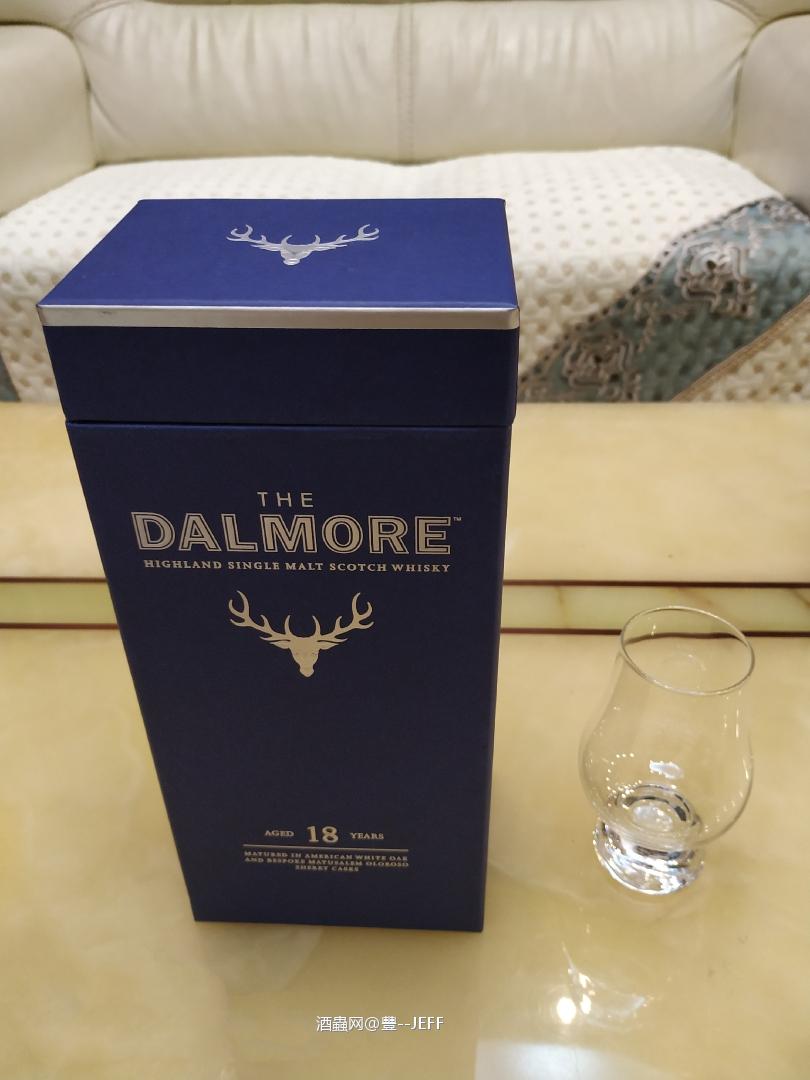 THE
DALMORE™
HIGHLAND SINGLE MALT SCOTCH WHISKY
AGED 18 YEARS
MATURED IN AMERICAN WHITE OAK
AND BESPOKE MATUSALEM OLOROSO
SHERRY CASKS
酒蟲网@豐--JEFF